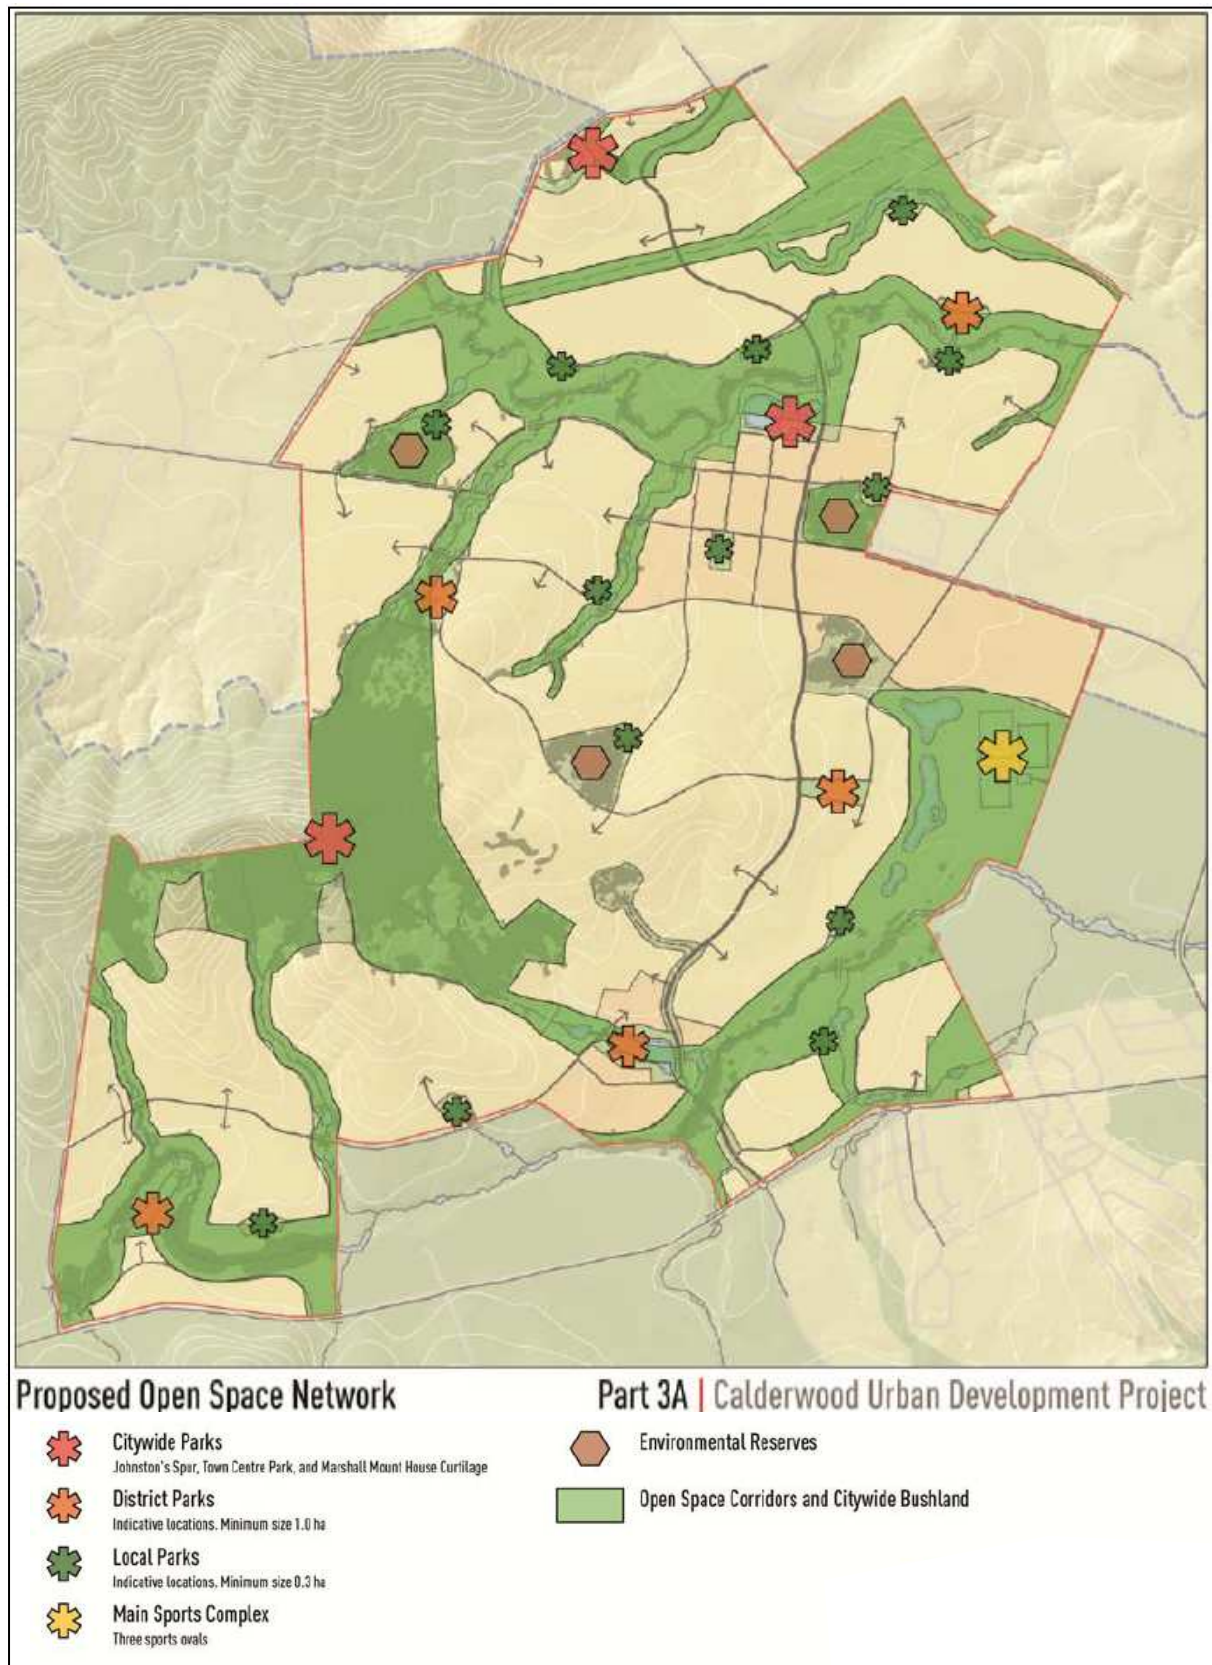 Proposed Open Space Network
Part 3A | Calderwood Urban Development Project
Citywide Parks
Johnston's Spur, Town Centre Park, and Marshall Mount House Curtilage
District Parks
Indicative locations. Minimum size 1.0 ha
Local Parks
Indicative locations. Minimum size 0.3 ha
Main Sports Complex
Three sports ovals
Environmental Reserves
Open Space Corridors and Citywide Bushland